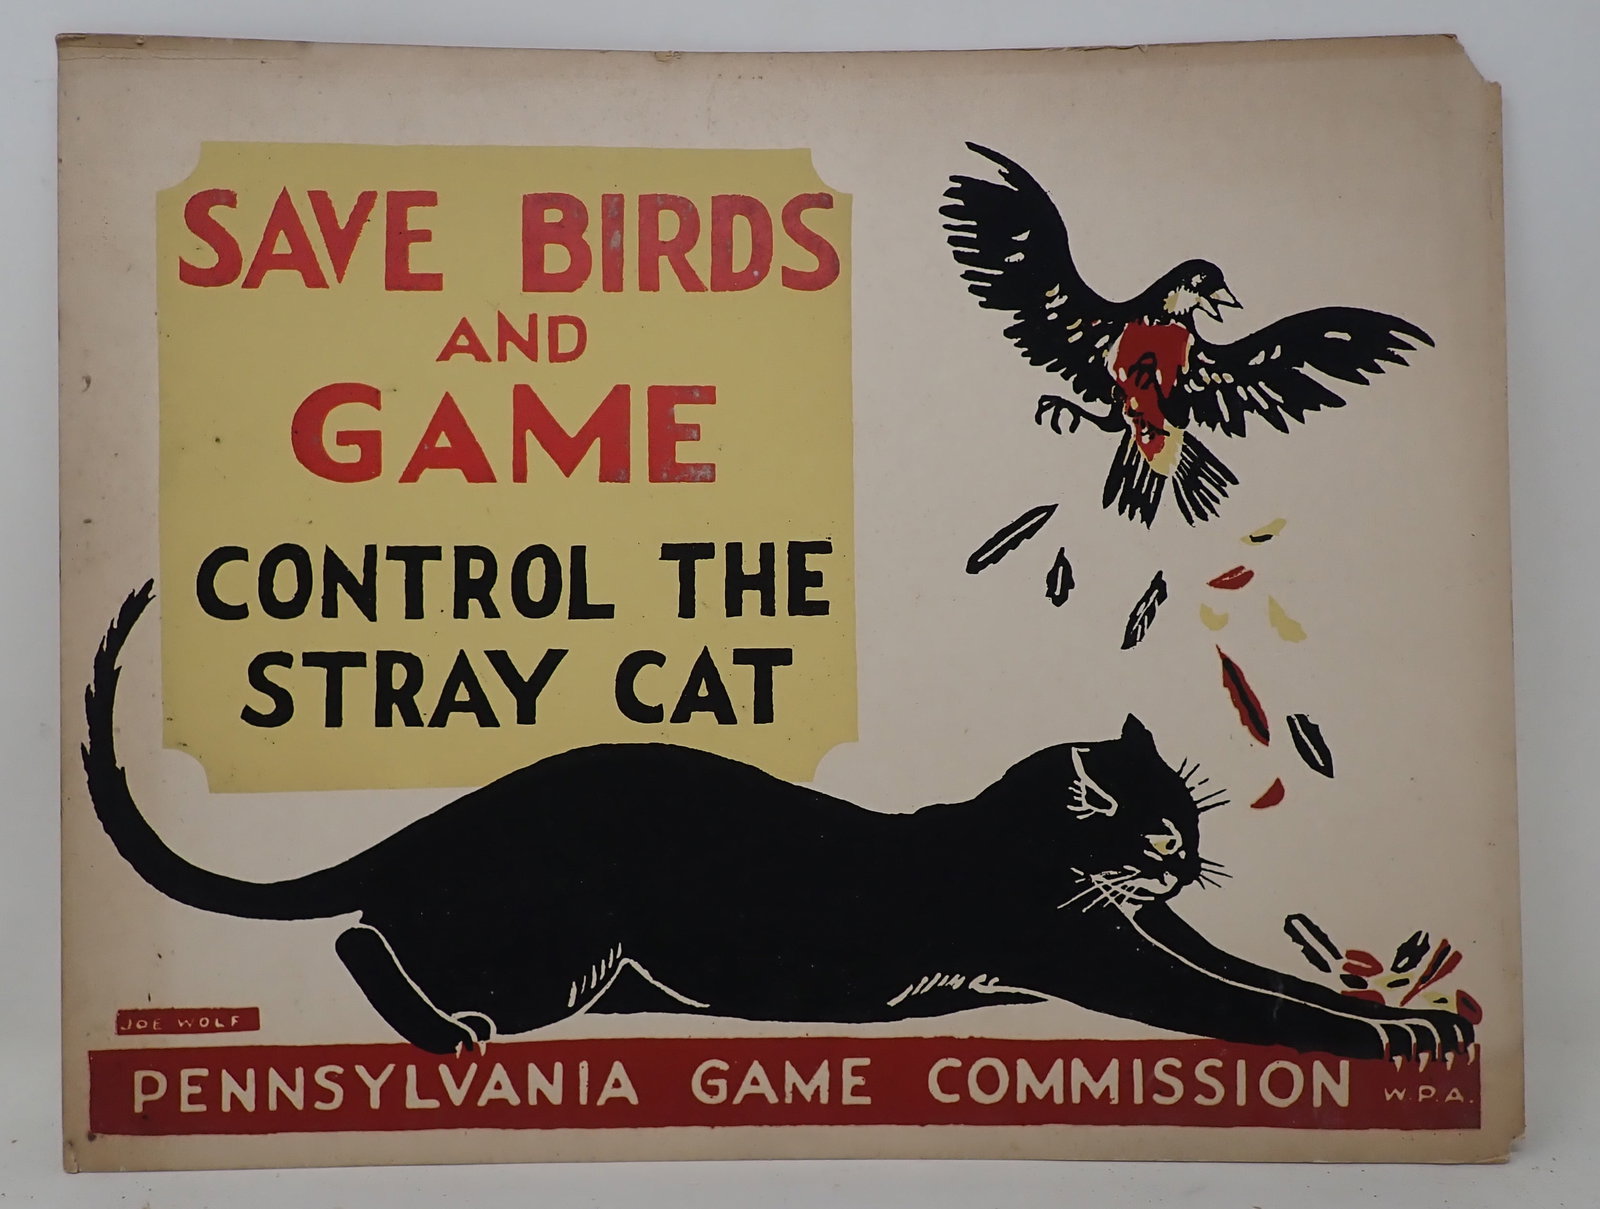 SAVE BIRDS
AND
GAME
CONTROL THE
STRAY CAT
JOE WOLF
PENNSYLVANIA GAME COMMISSION W.P.A.